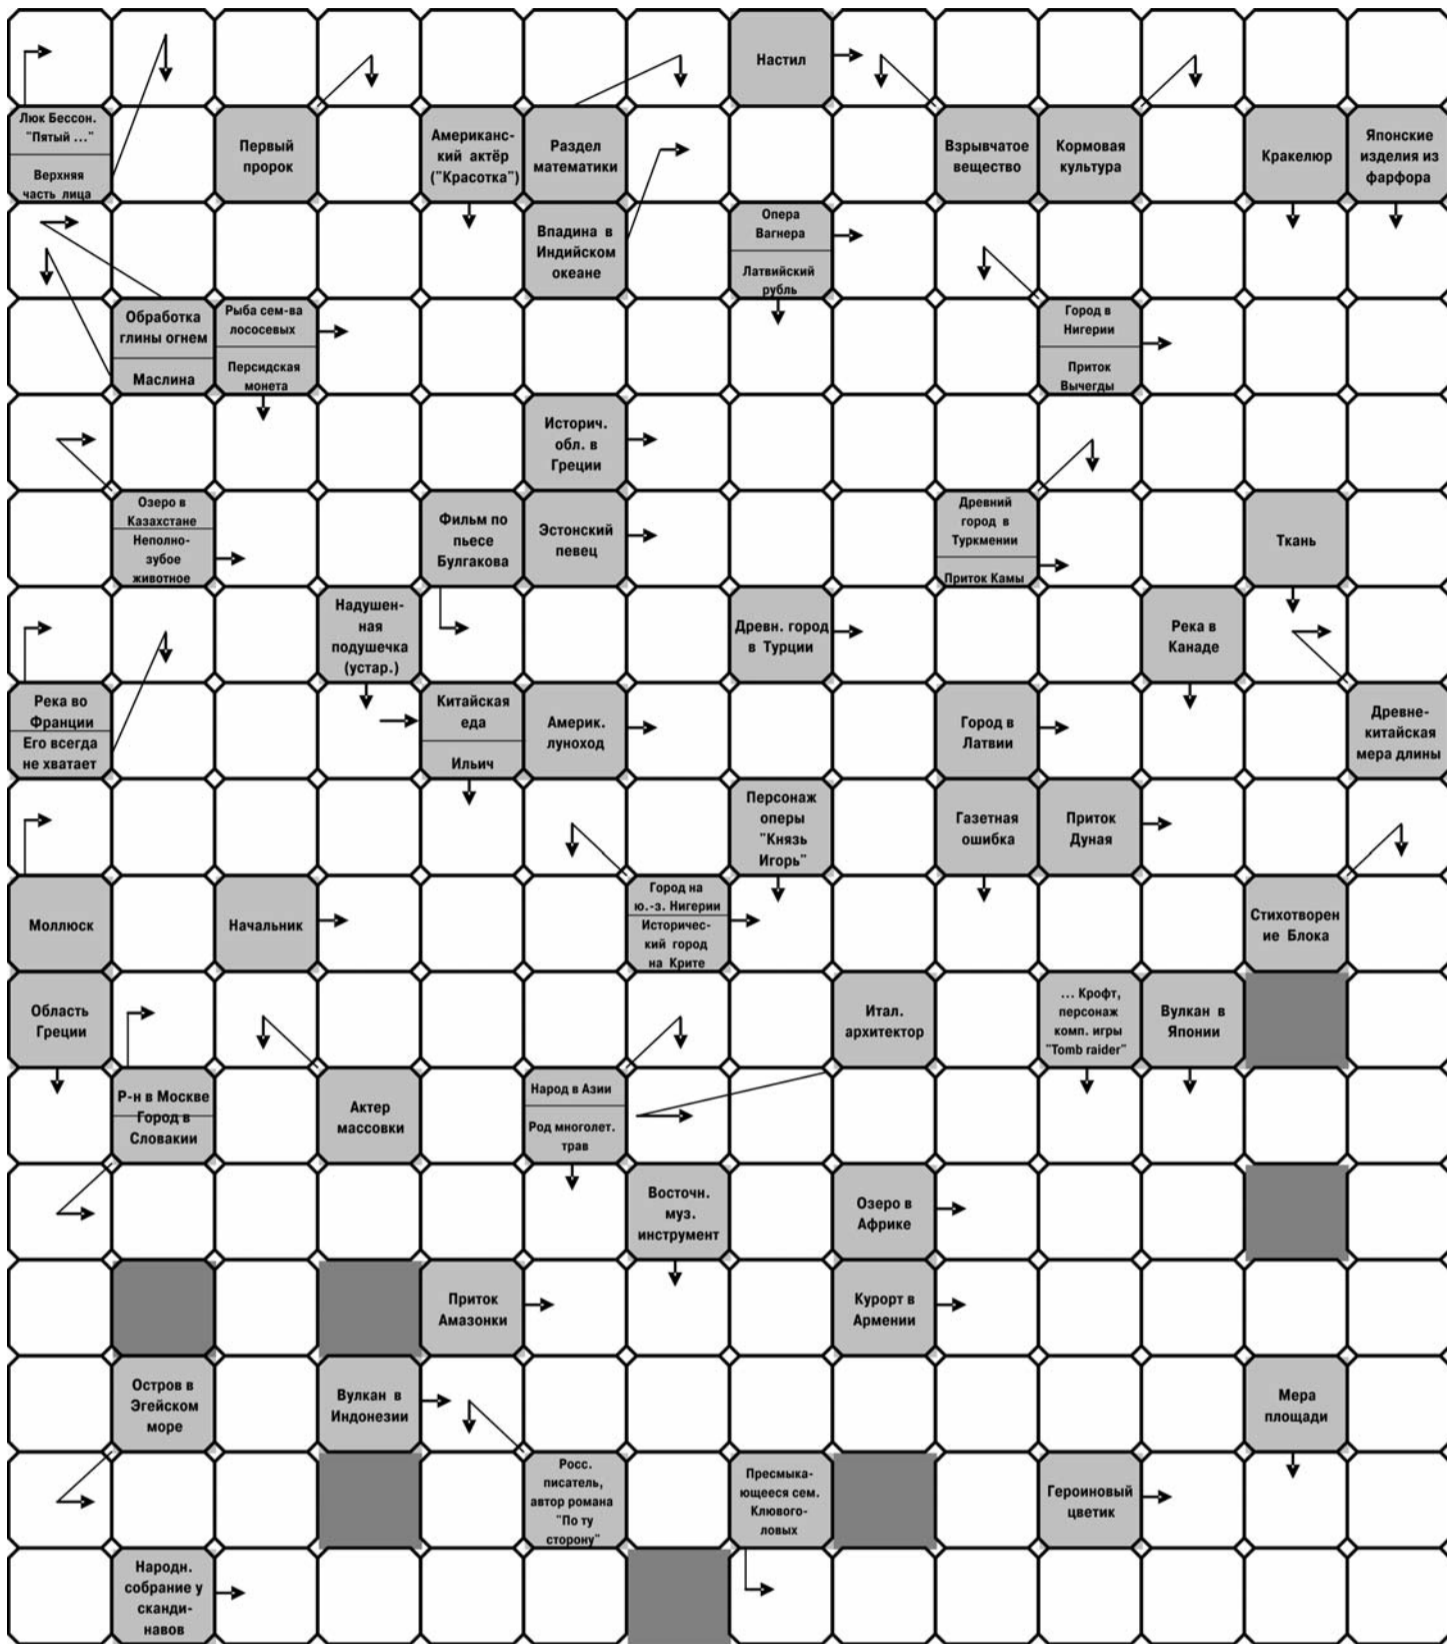 Настил
Люк Бессон.
"Пятый ..."
Верхняя
часть лица
Первый
пророк
Американс-
кий актёр
("Красотка")
Раздел
математики
Взрывчатое
вещество
Кормовая
культура
Кракелюр
Японские
изделия из
фарфора
Впадина в
Индийском
океане
Опера
Вагнера
Латвийский
рубль
Обработка
глины огнем
Маслина
Рыба сем-ва
лососевых
Персидская
монета
Город в
Нигерии
Приток
Вычегды
Историч.
обл. в
Греции
Озеро в
Казахстане
Неполно-
зубое
животное
Фильм по
пьесе
Булгакова
Эстонский
певец
Древний
город в
Туркмении
Приток Камы
Ткань
Надушен-
ная
подушечка
(устар.)
Древн. город
в Турции
Река в
Канаде
Река во
Франции
Его всегда
не хватает
Китайская
еда
Ильич
Америк.
луноход
Город в
Латвии
Древне-
китайская
мера длины
Персонаж
оперы
"Князь
Игорь"
Газетная
ошибка
Приток
Дуная
Моллюск
Начальник
Город на
ю.-з. Нигерии
Историчес-
кий город
на Крите
Стихотворен
ие Блока
Область
Греции
Итал.
архитектор
... Крофт,
персонаж
комп. игры
"Tomb raider"
Вулкан в
Японии
Р-н в Москве
Город в
Словакии
Актер
массовки
Народ в Азии
Род многолет.
трав
Восточн.
муз.
инструмент
Озеро в
Африке
Приток
Амазонки
Курорт в
Армении
Остров в
Эгейском
море
Вулкан в
Индонезии
Мера
площади
Росс.
писатель,
автор романа
"По ту
сторону"
Пресмыка-
ющееся сем.
Клювого-
ловых
Героиновый
цветик
Народн.
собрание у
сканди-
навов